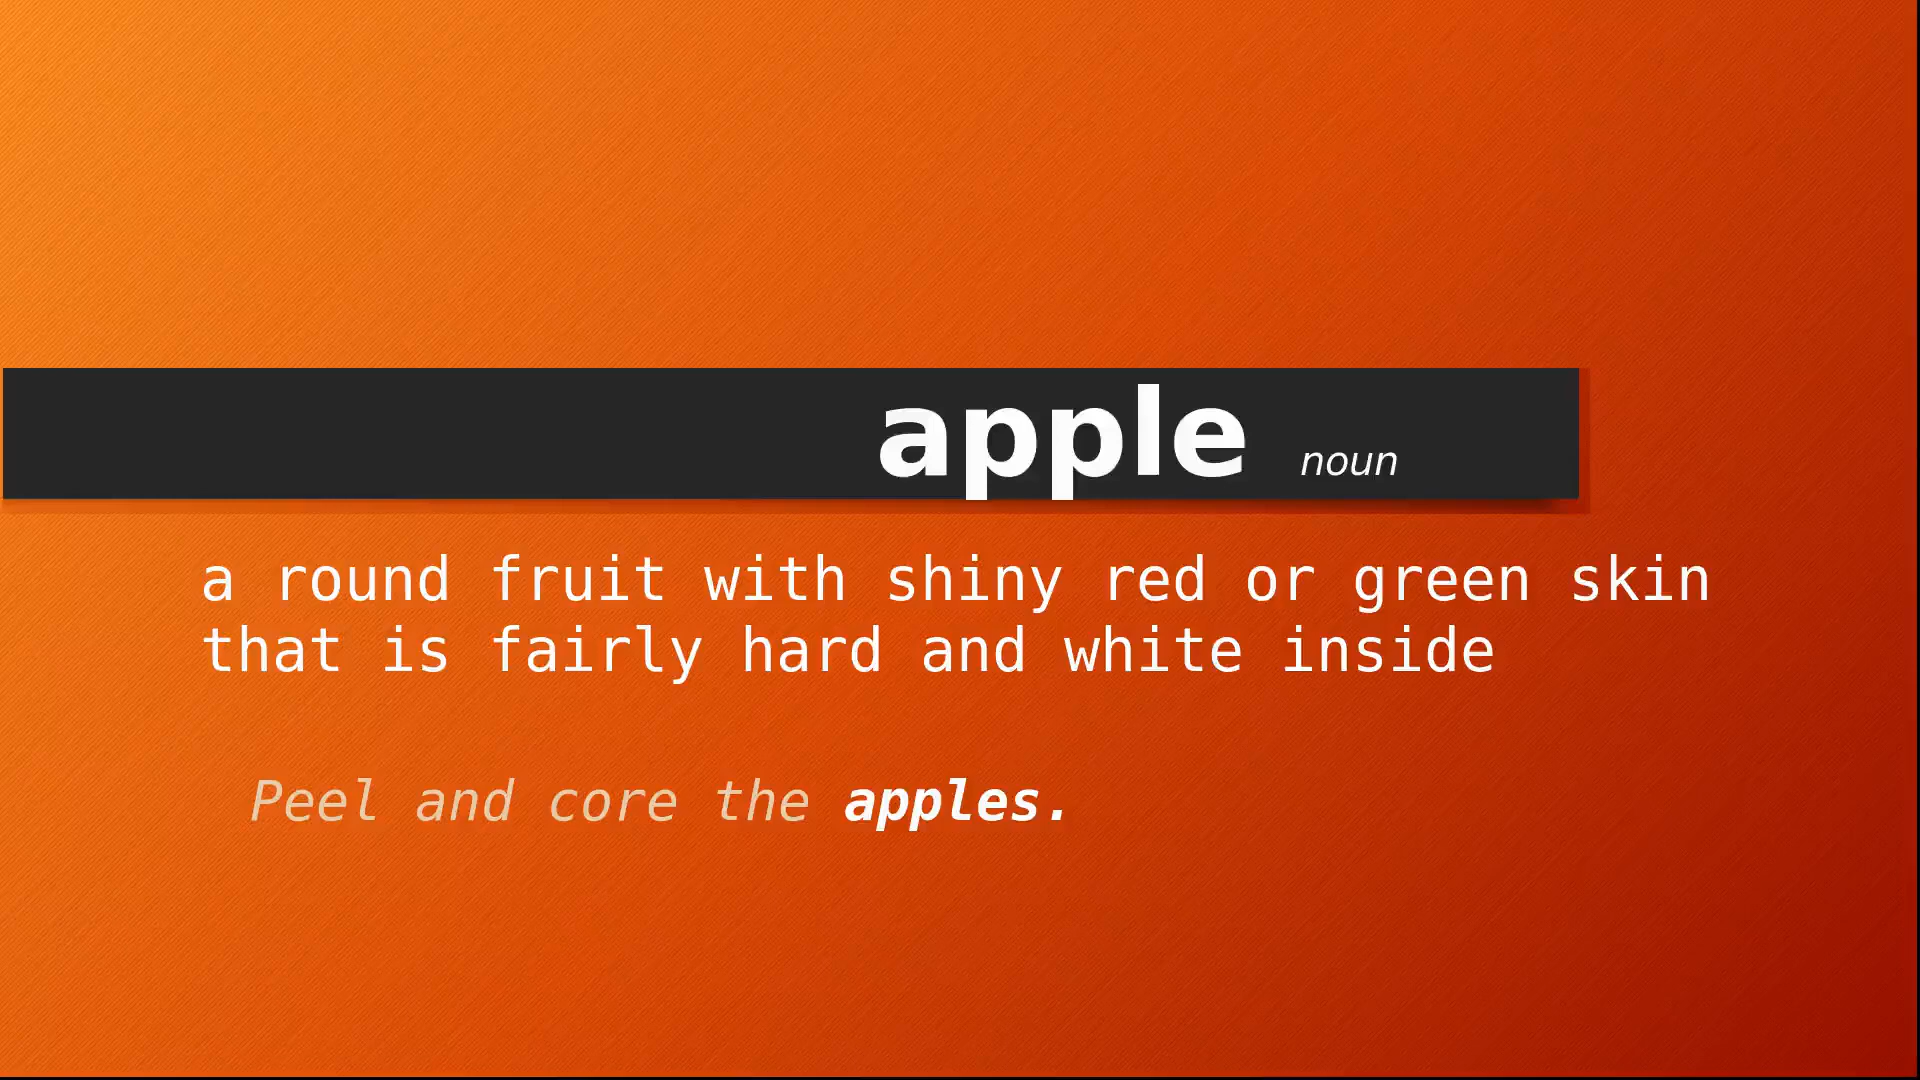 apple noun
a round fruit with shiny red or green skin
that is fairly hard and white inside
Peel and core the apples.